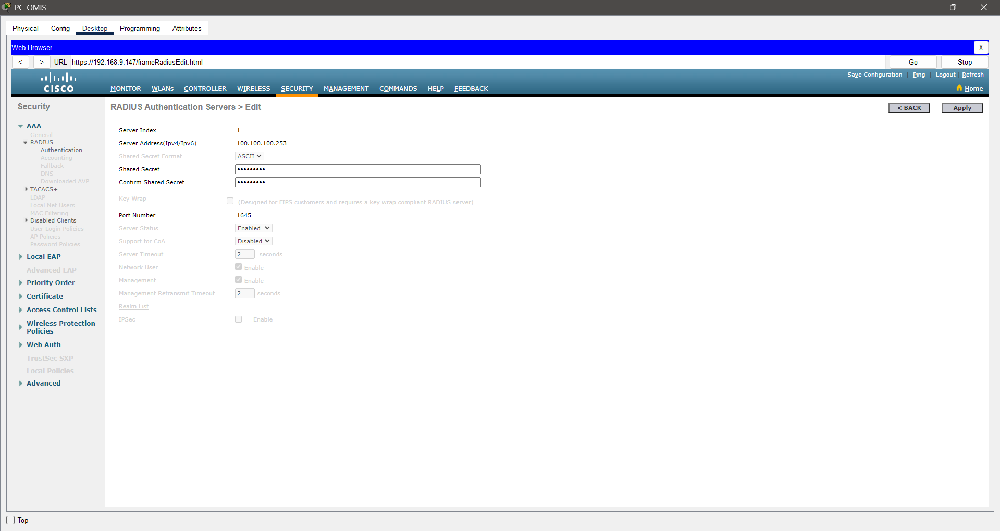 PC-OMIS
Physical Config Desktop Programming Attributes
Web Browser X
< > URL https://192.168.9.147/frameRadiusEdit.html Go Stop
Save Configuration | Ping | Logout | Refresh
CISCO
MONITOR WLANs CONTROLLER WIRELESS SECURITY MANAGEMENT COMMANDS HELP FEEDBACK Home
Security
AAA
General
RADIUS
Authentication
Accounting
Fallback
DNS
Downloaded AVP
TACACS+
LDAP
Local Net Users
MAC Filtering
Disabled Clients
User Login Policies
AP Policies
Password Policies
Local EAP
Advanced EAP
Priority Order
Certificate
Access Control Lists
Wireless Protection
Policies
Web Auth
TrustSec SXP
Local Policies
Advanced
RADIUS Authentication Servers > Edit < BACK Apply
Server Index 1
Server Address(Ipv4/Ipv6) 100.100.100.253
Shared Secret Format ASCII
Shared Secret •••••••••
Confirm Shared Secret •••••••••
Key Wrap (Designed for FIPS customers and requires a key wrap compliant RADIUS server)
Port Number 1645
Server Status Enabled
Support for CoA Disabled
Server Timeout 2 seconds
Network User Enable
Management Enable
Management Retransmit Timeout 2 seconds
Realm List
IPSec Enable
Top